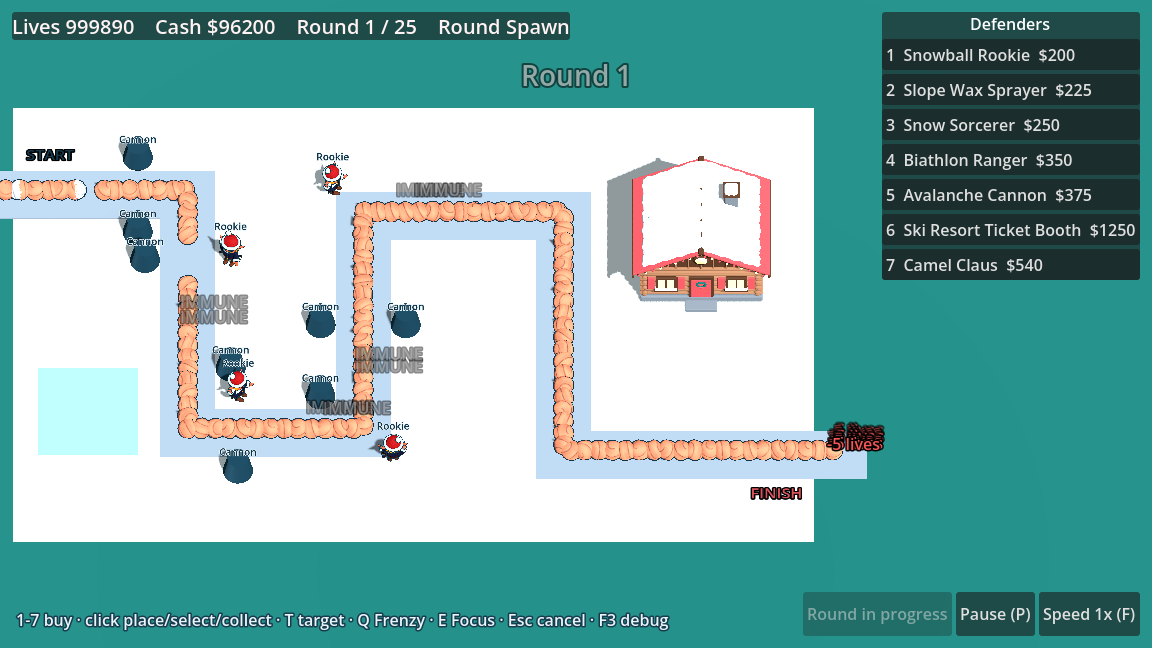 Lives 999890 Cash $96200 Round 1 / 25 Round Spawn
Defenders
1 Snowball Rookie $200
2 Slope Wax Sprayer $225
3 Snow Sorcerer $250
4 Biathlon Ranger $350
5 Avalanche Cannon $375
6 Ski Resort Ticket Booth $1250
7 Camel Claus $540
Round 1
START
Cannon
Rookie
IMMUNE
Cannon
Rookie
Cannon
IMMUNE
IMMUNE
Cannon
Cannon
Cannon
Rookie
IMMUNE
IMMUNE
Cannon
IMMUNE
Rookie
Cannon
-5 lives
FINISH
1-7 buy · click place/select/collect · T target · Q Frenzy · E Focus · Esc cancel · F3 debug
Round in progress
Pause (P)
Speed 1x (F)